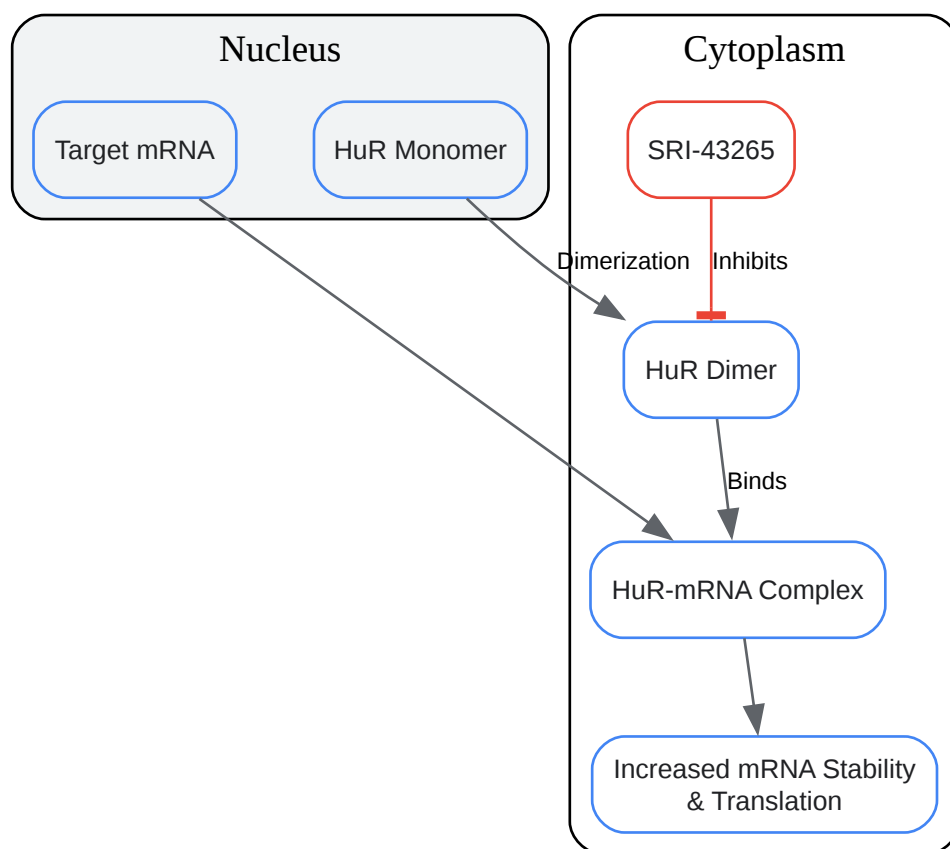 Nucleus
Cytoplasm
Target mRNA
HuR Monomer
SRI-43265
Dimerization
Inhibits
HuR Dimer
Binds
HuR-mRNA Complex
Increased mRNA Stability
& Translation